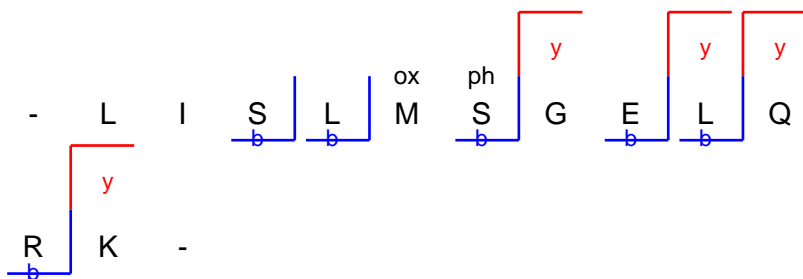 y y y
ox ph
- L I S L M S G E L Q
b b b b b
y
R K -
b